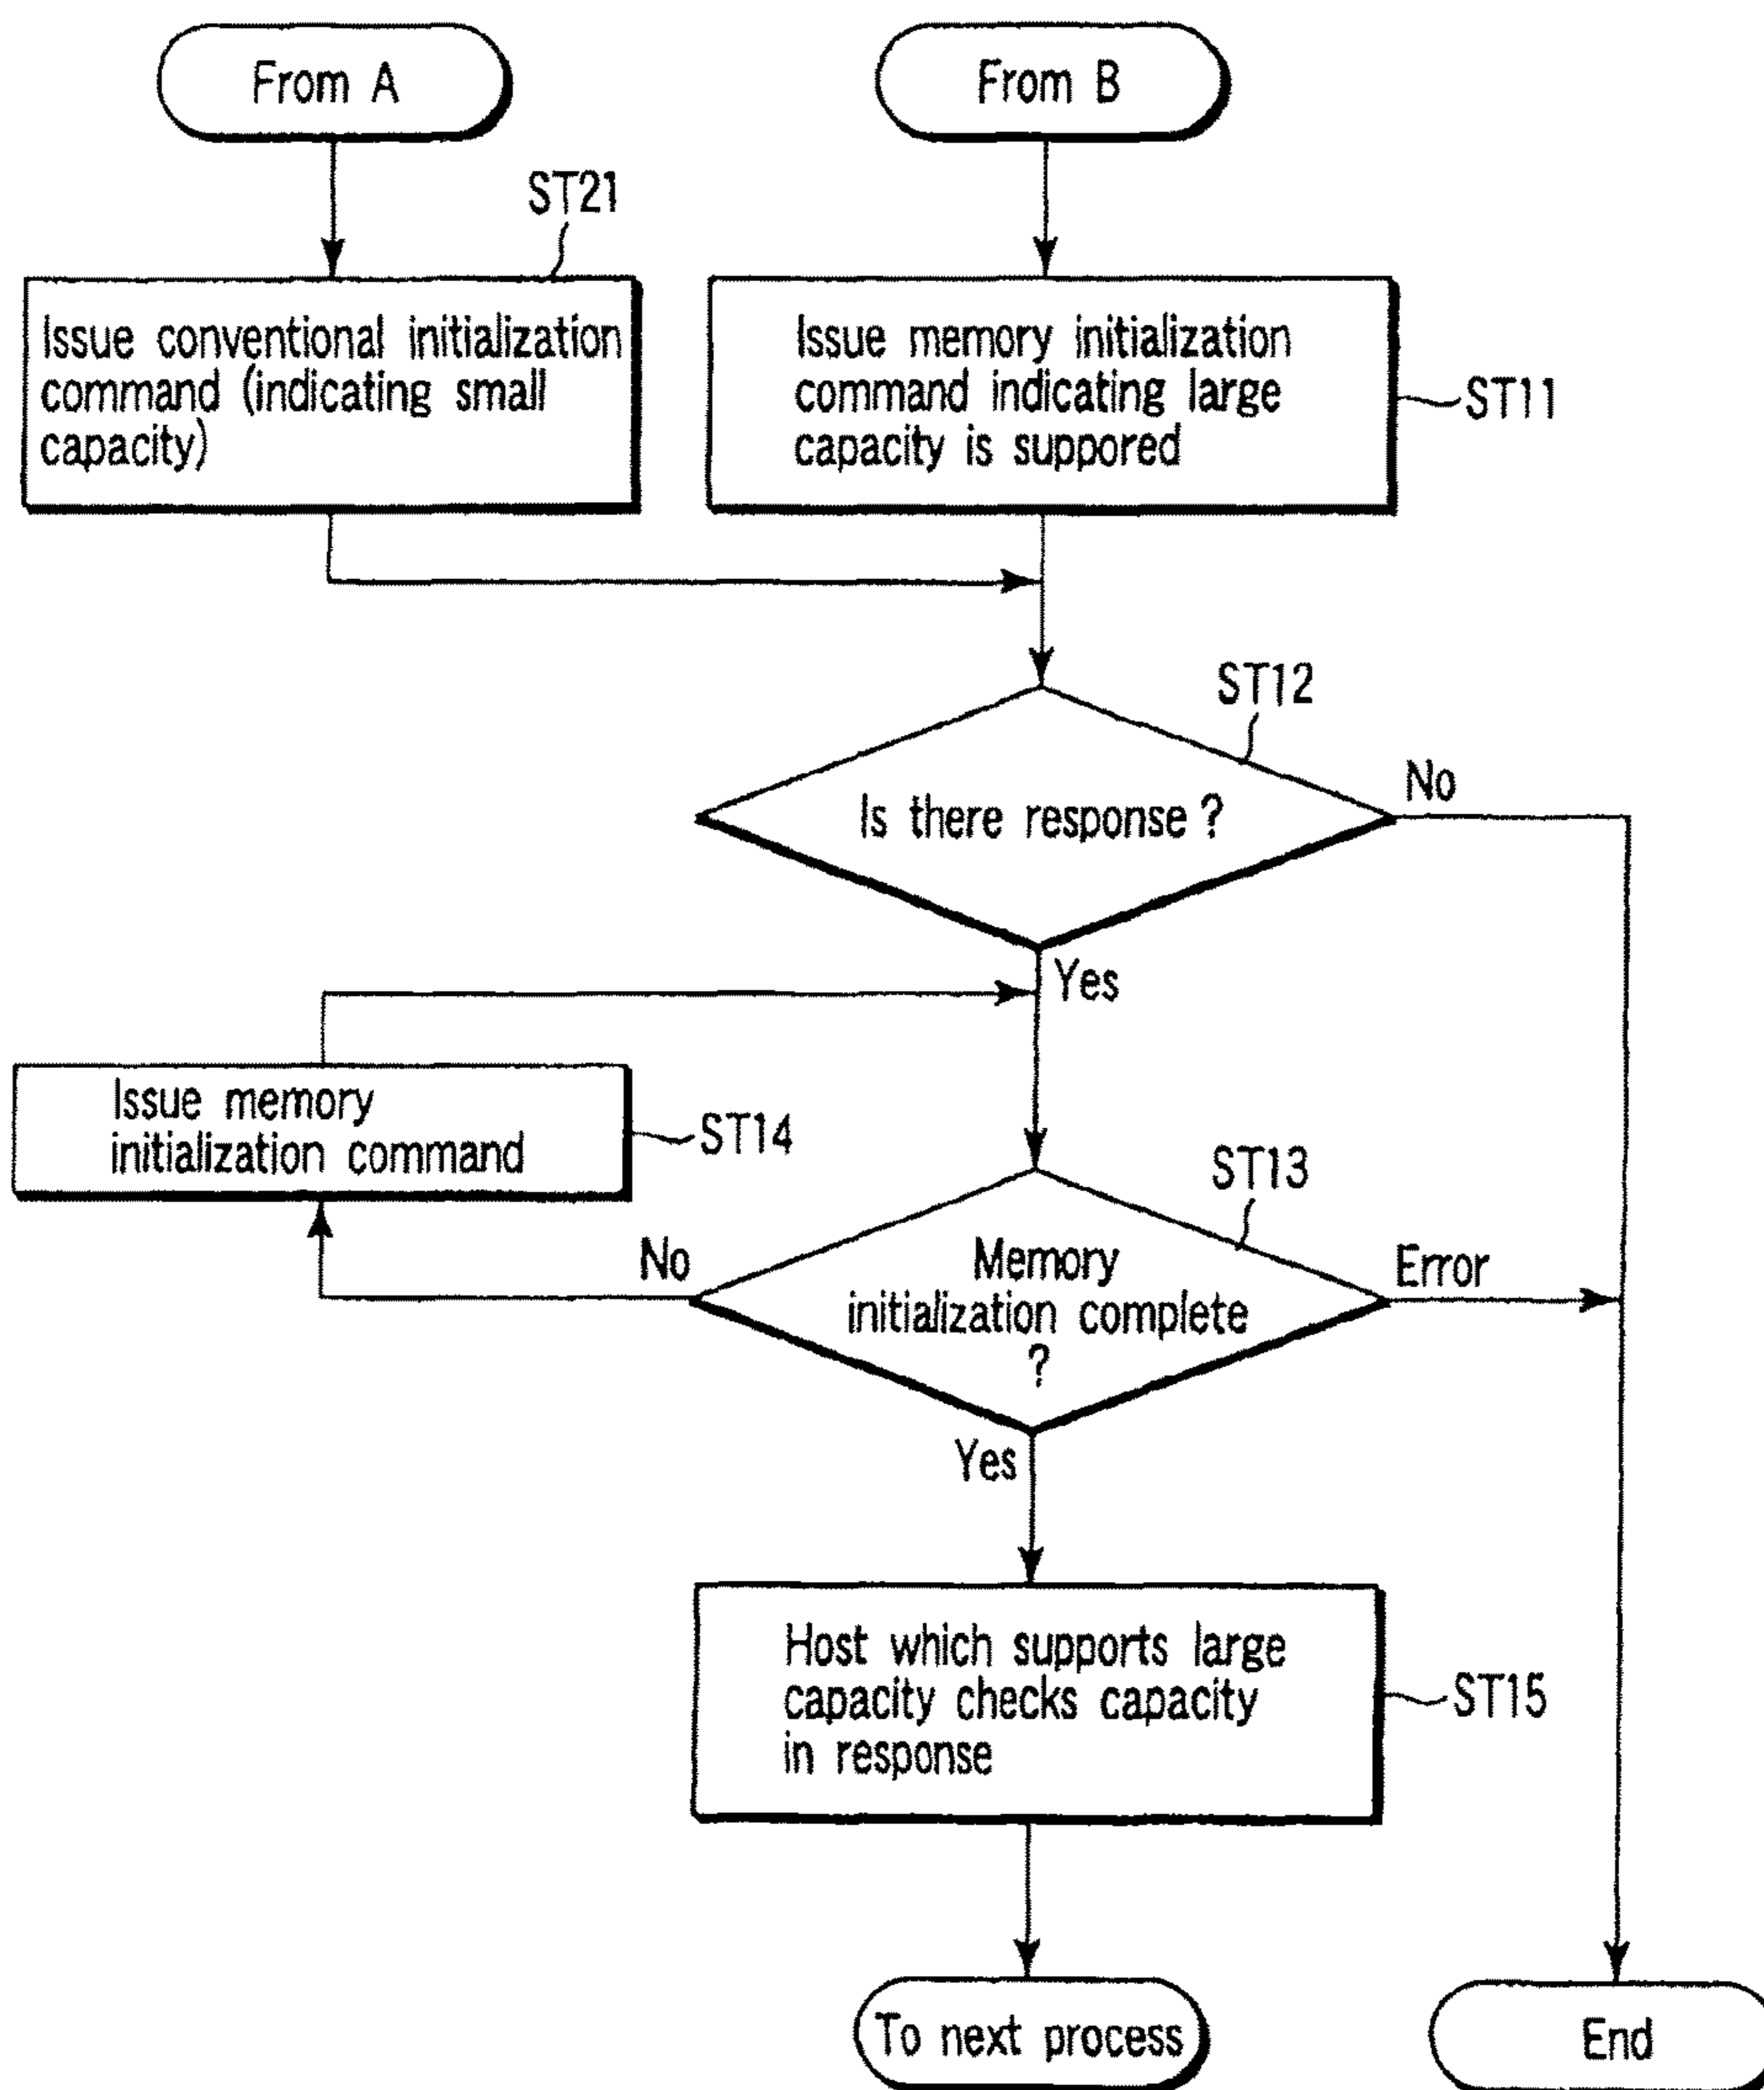 From A
From B
ST21
Issue conventional initialization
command (indicating small
capacity)
Issue memory initialization
command indicating large
capacity is suppored
ST11
ST12
Is there response ?
No
Yes
Issue memory
initialization command
ST14
ST13
No
Memory
initialization complete
?
Error
Yes
Host which supports large
capacity checks capacity
in response
ST15
To next process
End